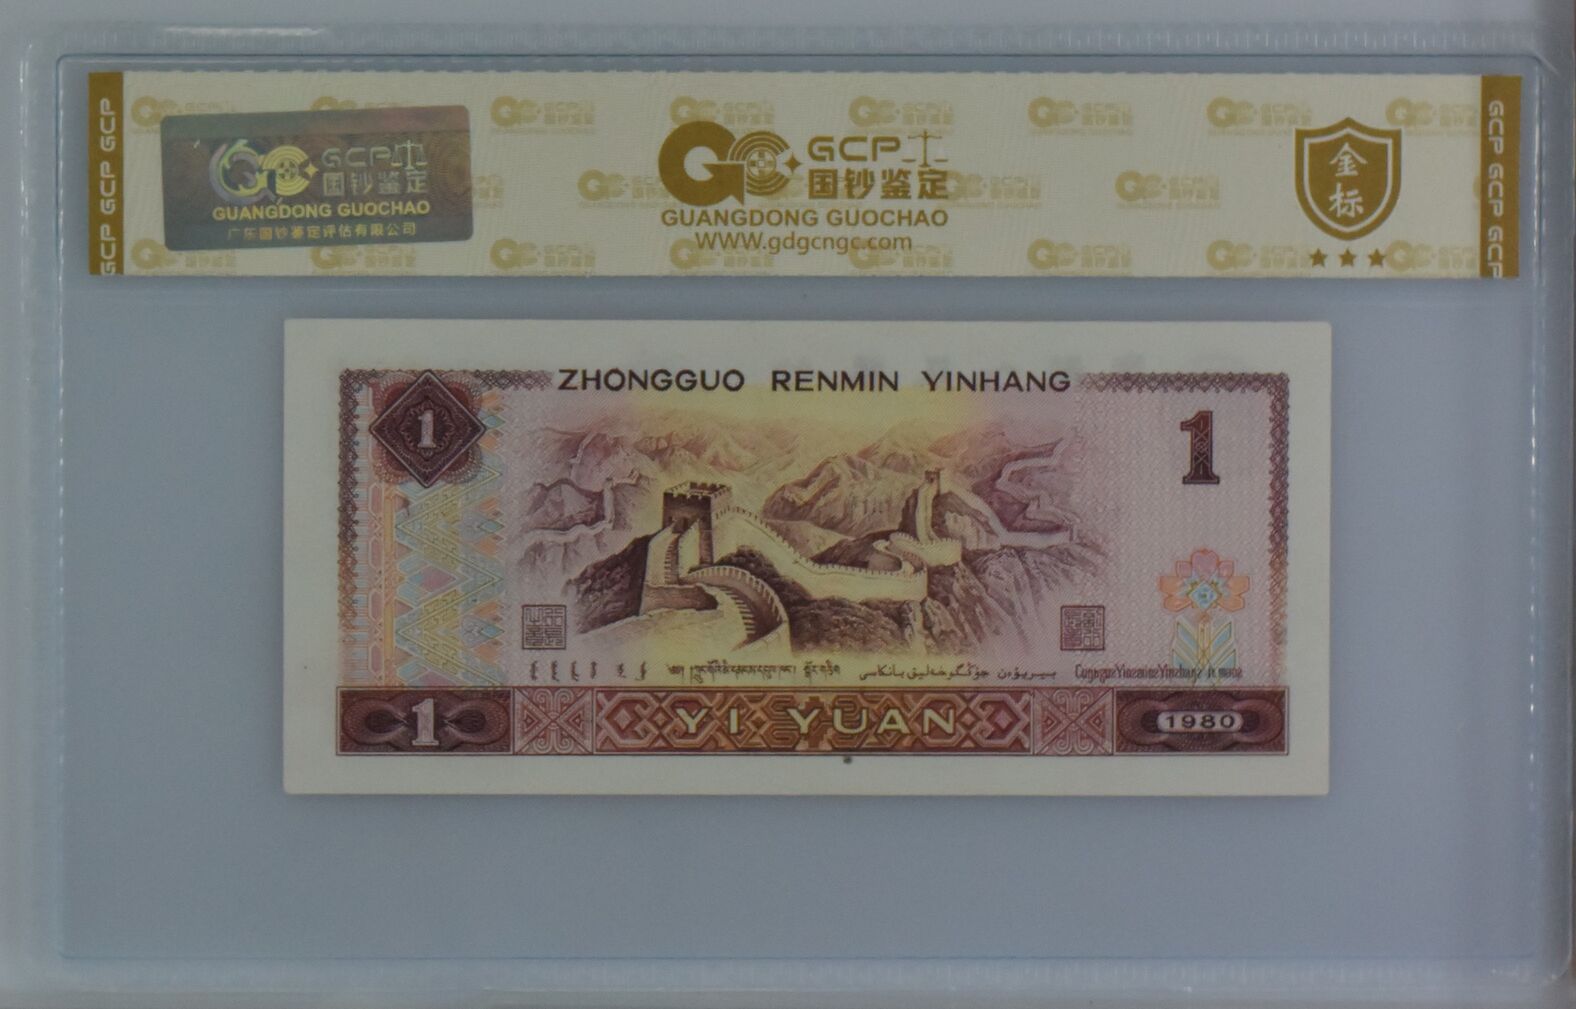 GCP GCP GCP
GCP
国钞鉴定
GUANGDONG GUOCHAO
广东国钞鉴定评估有限公司
GCP
国钞鉴定
GUANGDONG GUOCHAO
WWW.gdgcngc.com
金标
GCP GCP GCP
ZHONGGUO RENMIN YINHANG
1
1
1
YI YUAN
1980